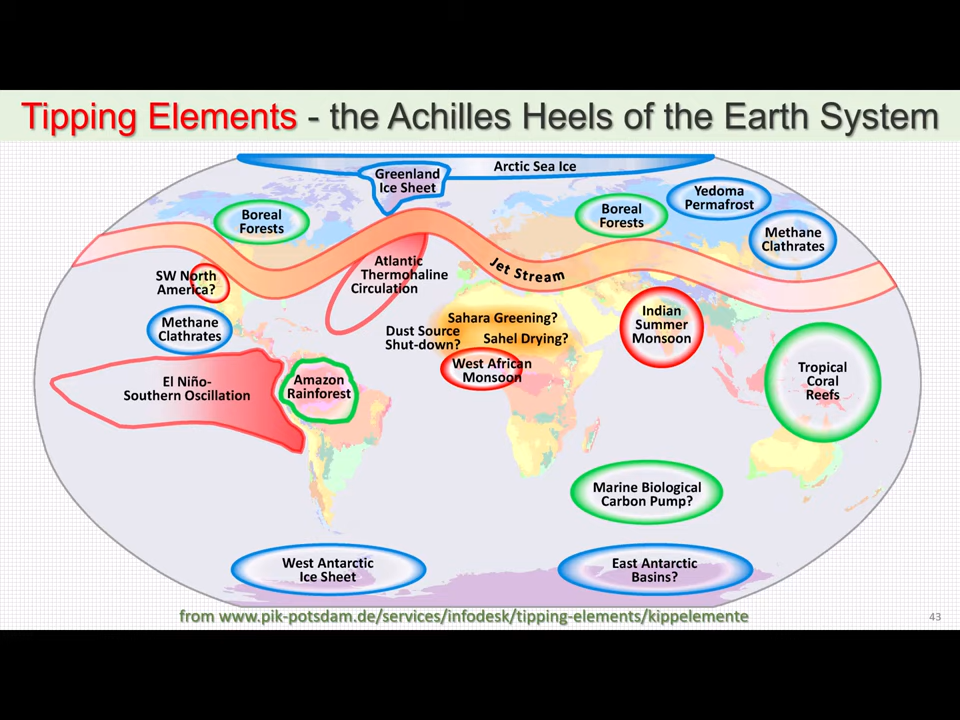 Tipping Elements - the Achilles Heels of the Earth System
Arctic Sea Ice
Greenland
Ice Sheet
Yedoma
Permafrost
Boreal
Forests
Boreal
Forests
Methane
Clathrates
Atlantic
Thermohaline
Circulation
Jet Stream
SW North
America?
Methane
Clathrates
Sahara Greening?
Dust Source
Shut-down?
Sahel Drying?
Indian
Summer
Monsoon
West African
Monsoon
El Niño-
Southern Oscillation
Amazon
Rainforest
Tropical
Coral
Reefs
Marine Biological
Carbon Pump?
West Antarctic
Ice Sheet
East Antarctic
Basins?
from www.pik-potsdam.de/services/infodesk/tipping-elements/kippelemente
43